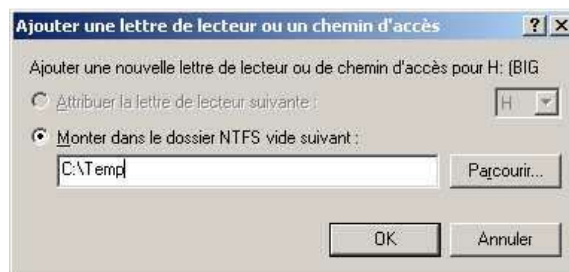 Ajouter une lettre de lecteur ou un chemin d'accès
Ajouter une nouvelle lettre de lecteur ou de chemin d'accès pour H: (BIG
Attribuer la lettre de lecteur suivante : H
Monter dans le dossier NTFS vide suivant :
C:\Temp Parcourir...
OK Annuler